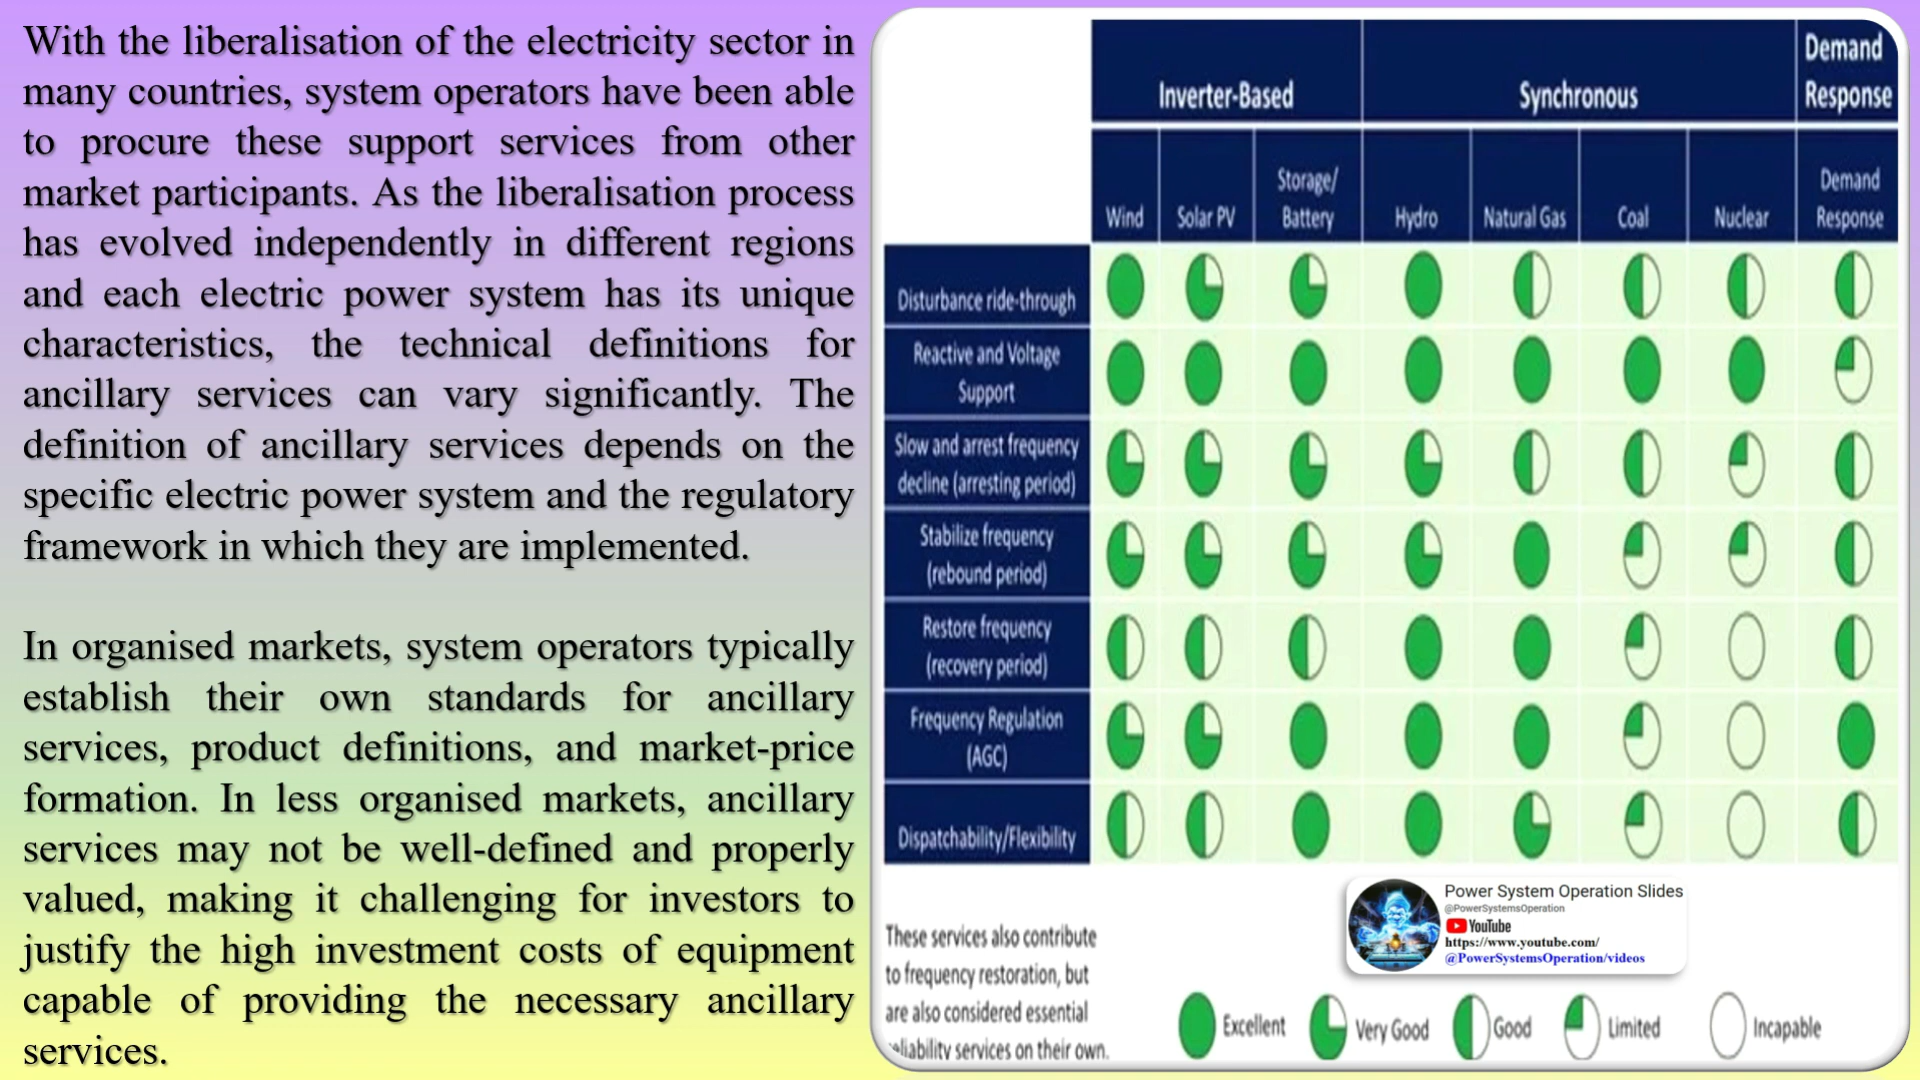 With the liberalisation of the electricity sector in
many countries, system operators have been able
to procure these support services from other
market participants. As the liberalisation process
has evolved independently in different regions
and each electric power system has its unique
characteristics, the technical definitions for
ancillary services can vary significantly. The
definition of ancillary services depends on the
specific electric power system and the regulatory
framework in which they are implemented.
In organised markets, system operators typically
establish their own standards for ancillary
services, product definitions, and market-price
formation. In less organised markets, ancillary
services may not be well-defined and properly
valued, making it challenging for investors to
justify the high investment costs of equipment
capable of providing the necessary ancillary
services.
Inverter-Based
Synchronous
Demand
Response
Wind
Solar PV
Storage/
Battery
Hydro
Natural Gas
Coal
Nuclear
Demand
Response
Disturbance ride-through
Reactive and Voltage
Support
Slow and arrest frequency
decline (arresting period)
Stabilize frequency
(rebound period)
Restore frequency
(recovery period)
Frequency Regulation
(AGC)
Dispatchability/Flexibility
These services also contribute
to frequency restoration, but
are also considered essential
services on their own.
Power System Operation Slides
@PowerSystemsOperation
YouTube
https://www.youtube.com/
@PowerSystemsOperation/videos
Excellent
Very Good
Good
Limited
Incapable